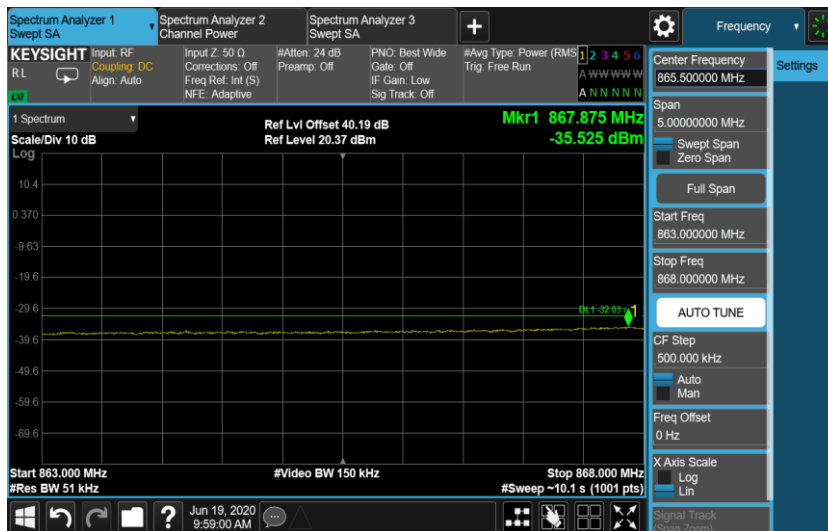 Spectrum Analyzer 1
Swept SA
Spectrum Analyzer 2
Channel Power
Spectrum Analyzer 3
Swept SA
Frequency
KEYSIGHT
R L
LXI
Input: RF
Coupling: DC
Align: Auto
Input Z: 50 Ω
Corrections: Off
Freq Ref: Int (S)
NFE: Adaptive
#Atten: 24 dB
Preamp: Off
PNO: Best Wide
Gate: Off
IF Gain: Low
Sig Track: Off
#Avg Type: Power (RMS
Trig: Free Run
1 2 3 4 5 6
A W W W W W
A N N N N N
1 Spectrum
Scale/Div 10 dB
Ref Lvl Offset 40.19 dB
Ref Level 20.37 dBm
Mkr1 867.875 MHz
-35.525 dBm
Log
10.4
0.370
-9.63
-19.6
-29.6
-39.6
-49.6
-59.6
-69.6
DL1 -32.03
1
Start 863.000 MHz
#Res BW 51 kHz
#Video BW 150 kHz
Stop 868.000 MHz
#Sweep ~10.1 s (1001 pts)
?
Jun 19, 2020
9:59:00 AM
Center Frequency
865.500000 MHz
Settings
Span
5.00000000 MHz
Swept Span
Zero Span
Full Span
Start Freq
863.000000 MHz
Stop Freq
868.000000 MHz
AUTO TUNE
CF Step
500.000 kHz
Auto
Man
Freq Offset
0 Hz
X Axis Scale
Log
Lin
Signal Track
(Span Zoom)